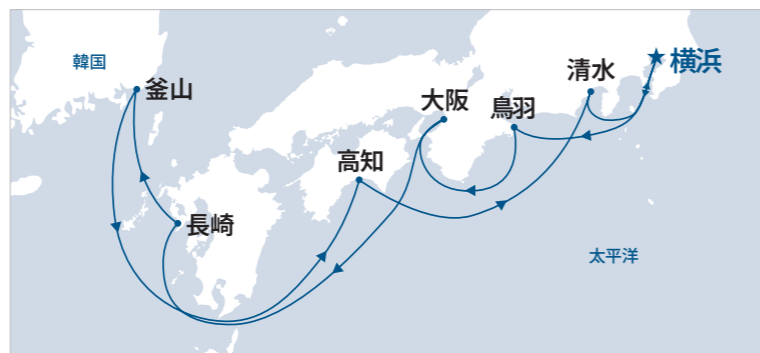 韓国
釜山
長崎
高知
大阪
鳥羽
清水
横浜
太平洋